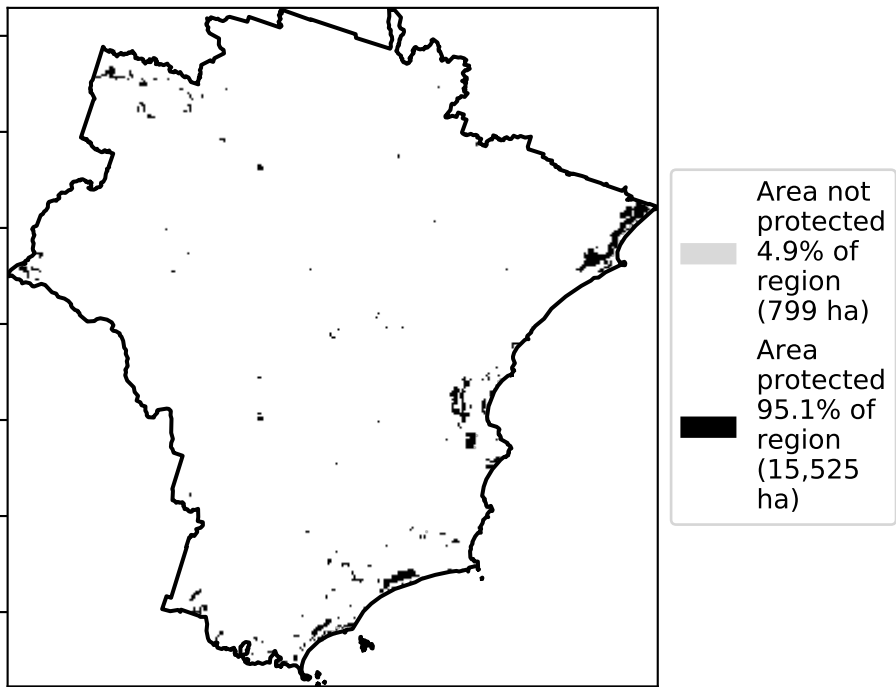 Area not
protected
4.9% of
region
(799 ha)
Area
protected
95.1% of
region
(15,525
ha)